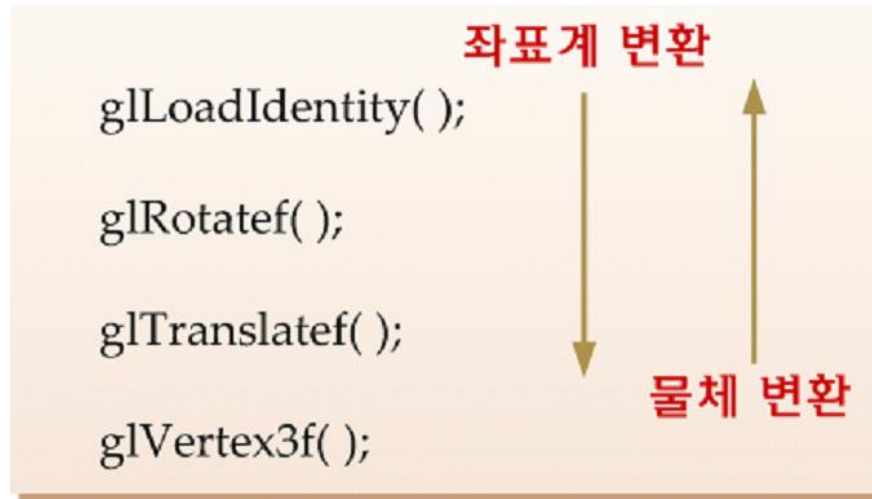 좌표계 변환
glLoadIdentity( );
glRotatef( );
glTranslatef( );
물체 변환
glVertex3f( );